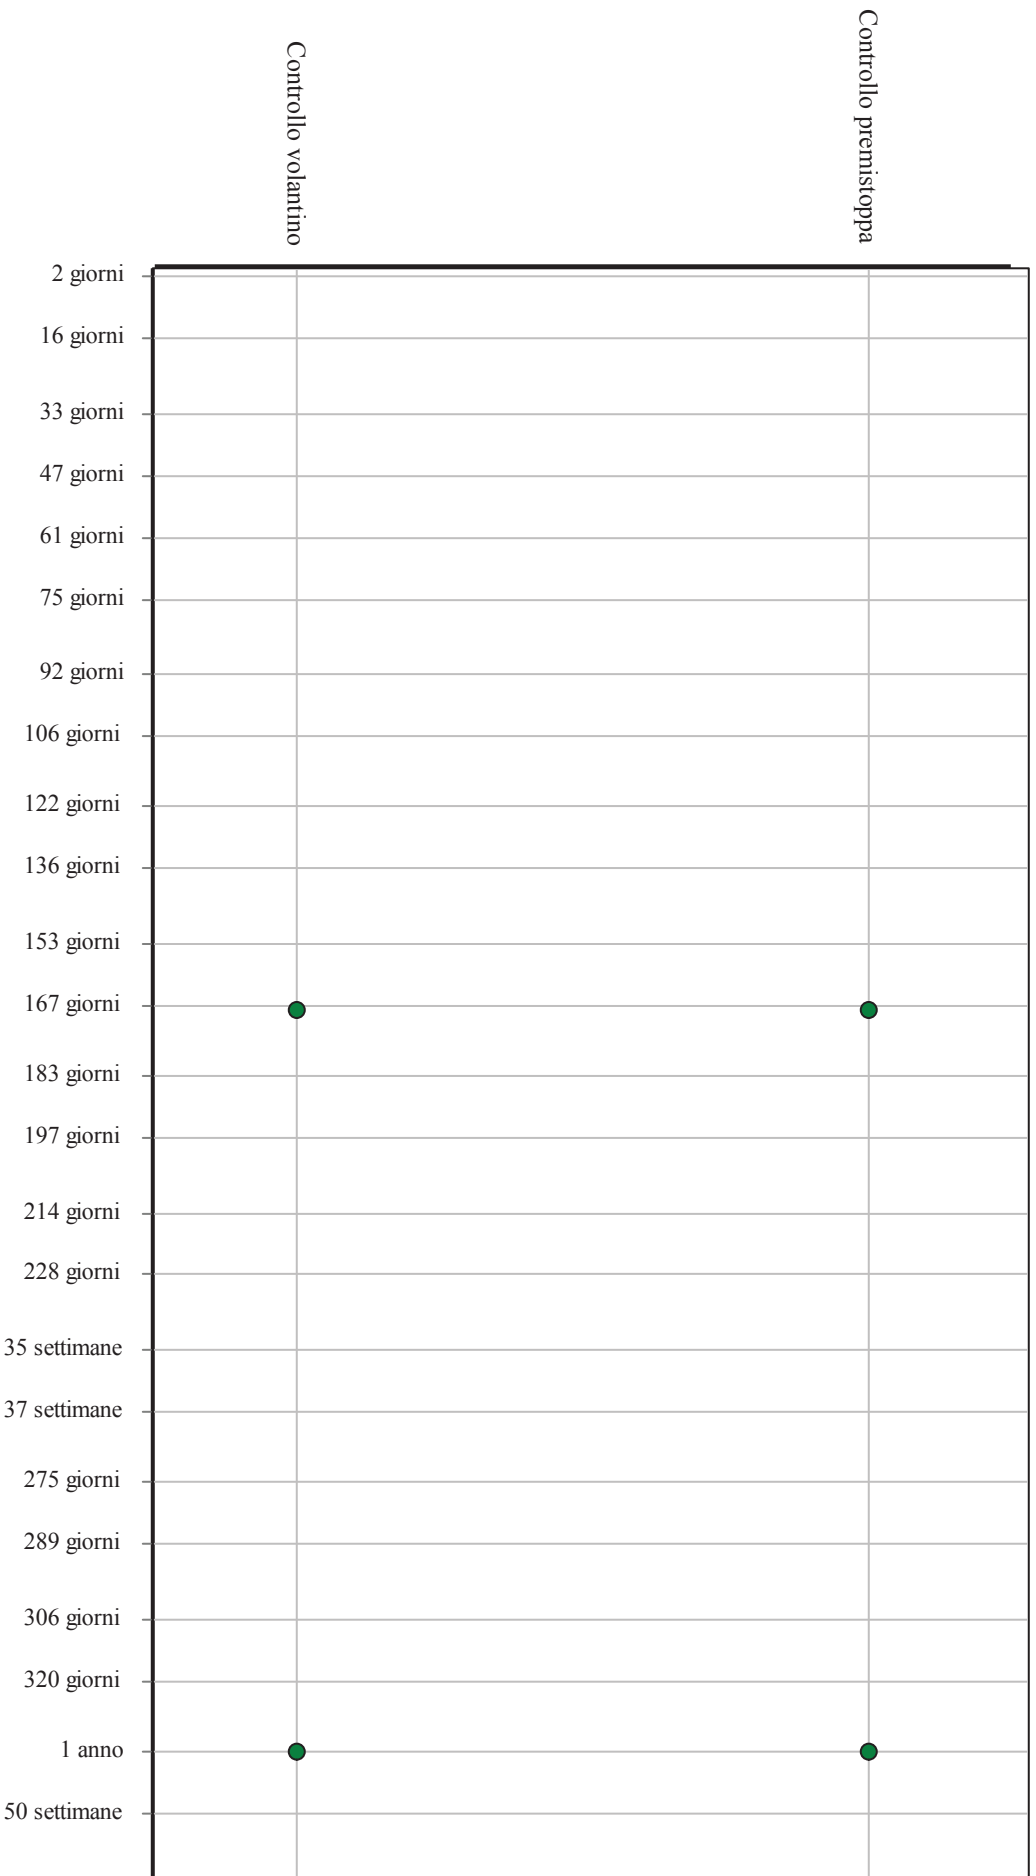 Controllo volantino
Controllo premistoppa
2 giorni
16 giorni
33 giorni
47 giorni
61 giorni
75 giorni
92 giorni
106 giorni
122 giorni
136 giorni
153 giorni
167 giorni
183 giorni
197 giorni
214 giorni
228 giorni
35 settimane
37 settimane
275 giorni
289 giorni
306 giorni
320 giorni
1 anno
50 settimane